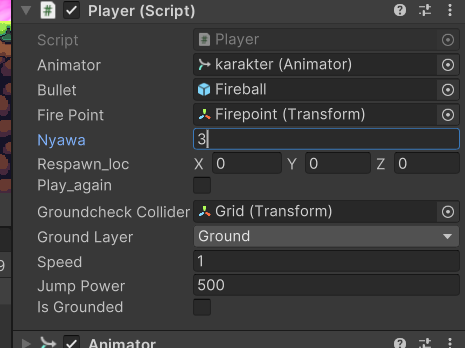 Player (Script)
Script Player
Animator karakter (Animator)
Bullet Fireball
Fire Point Firepoint (Transform)
Nyawa 3
Respawn_loc X 0 Y 0 Z 0
Play_again
Groundcheck Collider Grid (Transform)
Ground Layer Ground
9 Speed 1
Jump Power 500
Is Grounded
Animator